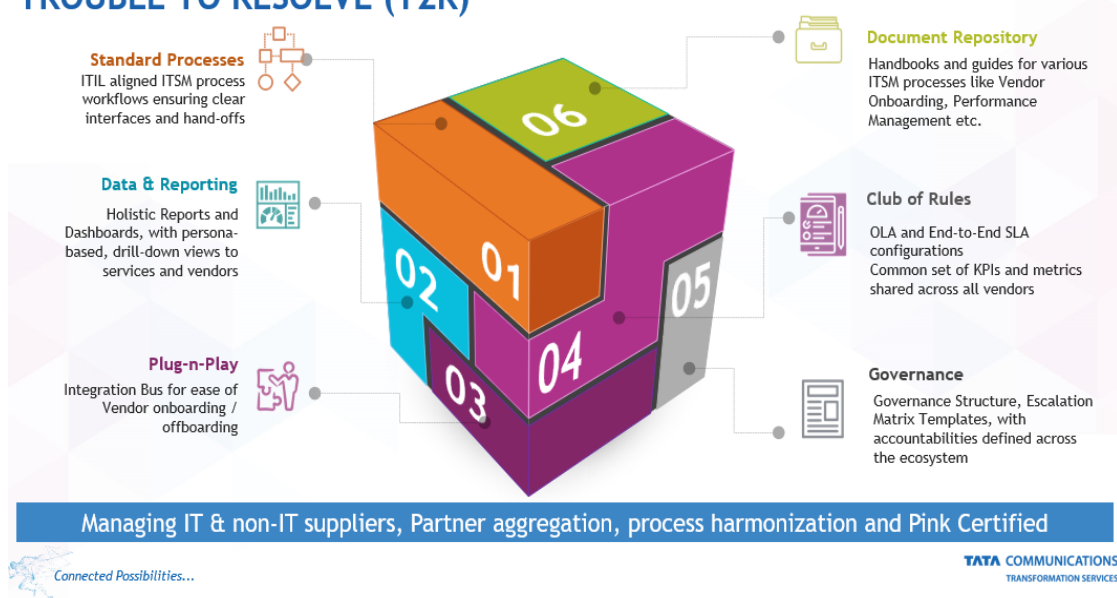 TROUBLE TO RESOLVE (T2R)
Standard Processes
ITIL aligned ITSM process
workflows ensuring clear
interfaces and hand-offs
Data & Reporting
Holistic Reports and
Dashboards, with persona-
based, drill-down views to
services and vendors
Plug-n-Play
Integration Bus for ease of
Vendor onboarding /
offboarding
01
02
03
04
05
06
Document Repository
Handbooks and guides for various
ITSM processes like Vendor
Onboarding, Performance
Management etc.
Club of Rules
OLA and End-to-End SLA
configurations
Common set of KPIs and metrics
shared across all vendors
Governance
Governance Structure, Escalation
Matrix Templates, with
accountabilities defined across
the ecosystem
Managing IT & non-IT suppliers, Partner aggregation, process harmonization and Pink Certified
Connected Possibilities...
TATA COMMUNICATIONS
TRANSFORMATION SERVICES